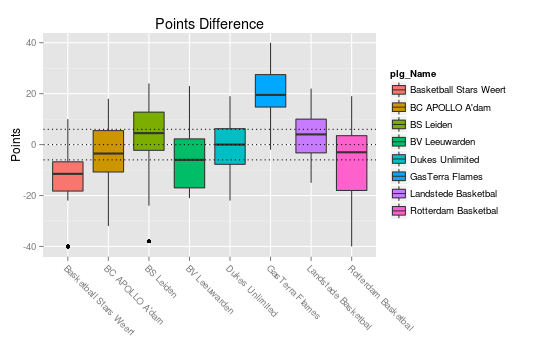 Points Difference
Points
40
20
0
-20
-40
Basketball Stars Weert
BC APOLLO A'dam
BS Leiden
BV Leeuwarden
Dukes Unlimited
GasTerra Flames
Landstede Basketbal
Rotterdam Basketbal
plg_Name
Basketball Stars Weert
BC APOLLO A'dam
BS Leiden
BV Leeuwarden
Dukes Unlimited
GasTerra Flames
Landstede Basketbal
Rotterdam Basketbal